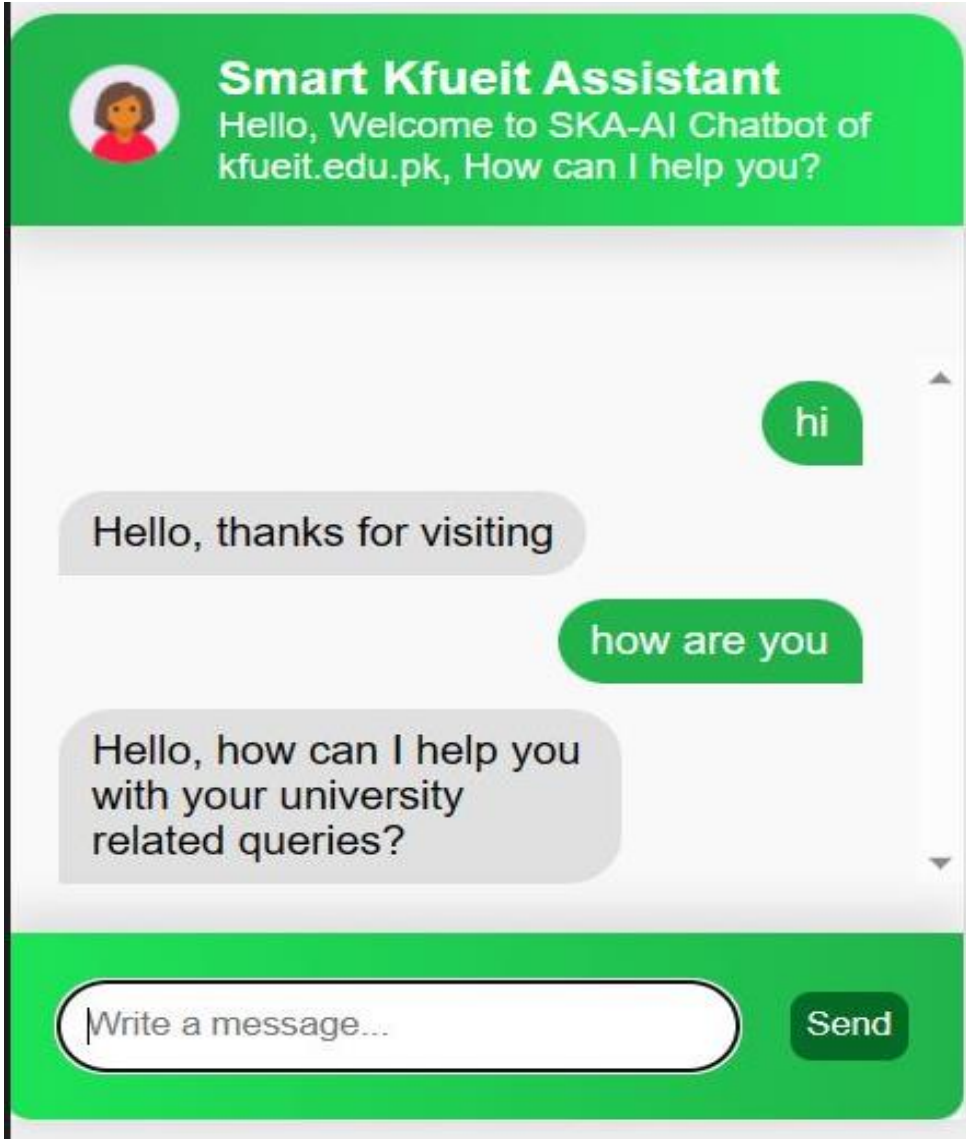 Smart Kfueit Assistant
Hello, Welcome to SKA-AI Chatbot of
kfueit.edu.pk, How can I help you?
hi
Hello, thanks for visiting
how are you
Hello, how can I help you
with your university
related queries?
Write a message...
Send